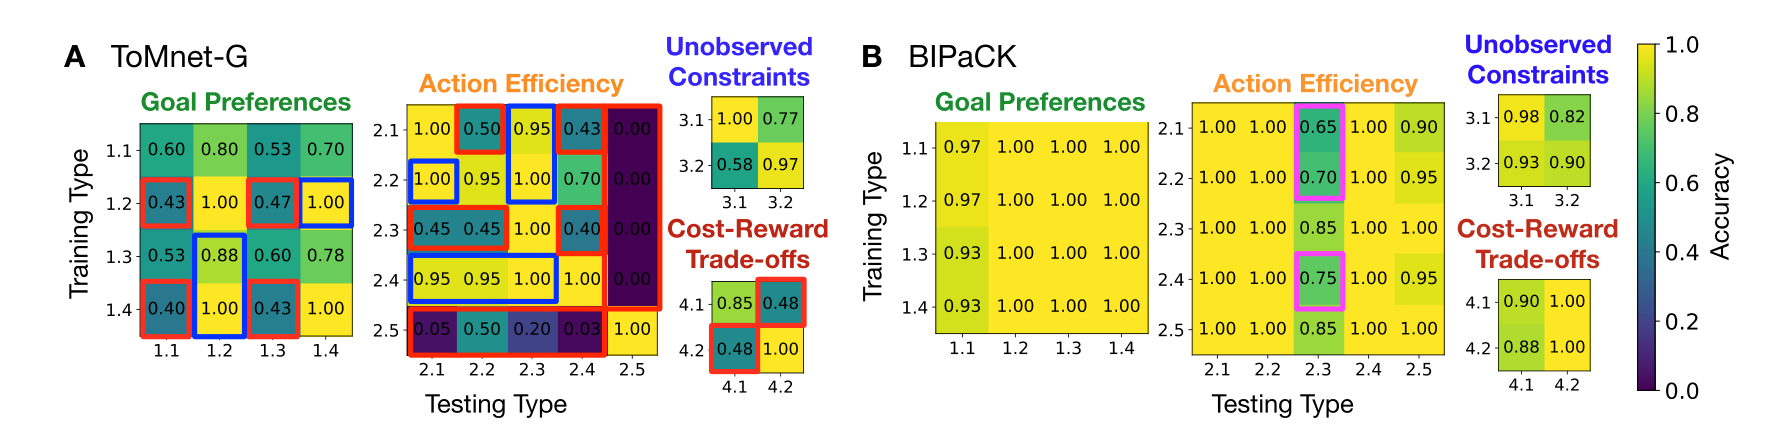 A ToMnet-G
Goal Preferences
Training Type
1.1 0.60 0.80 0.53 0.70
1.2 0.43 1.00 0.47 1.00
1.3 0.53 0.88 0.60 0.78
1.4 0.40 1.00 0.43 1.00
1.1 1.2 1.3 1.4
Action Efficiency
2.1 1.00 0.50 0.95 0.43 0.00
2.2 1.00 0.95 1.00 0.70 0.00
2.3 0.45 0.45 1.00 0.40 0.00
2.4 0.95 0.95 1.00 1.00 0.00
2.5 0.05 0.50 0.20 0.03 1.00
2.1 2.2 2.3 2.4 2.5
Testing Type
Unobserved
Constraints
3.1 1.00 0.77
3.2 0.58 0.97
3.1 3.2
Cost-Reward
Trade-offs
4.1 0.85 0.48
4.2 0.48 1.00
4.1 4.2
B BIPaCK
Goal Preferences
Training Type
1.1 0.97 1.00 1.00 1.00
1.2 0.97 1.00 1.00 1.00
1.3 0.93 1.00 1.00 1.00
1.4 0.93 1.00 1.00 1.00
1.1 1.2 1.3 1.4
Action Efficiency
2.1 1.00 1.00 0.65 1.00 0.90
2.2 1.00 1.00 0.70 1.00 0.95
2.3 1.00 1.00 0.85 1.00 1.00
2.4 1.00 1.00 0.75 1.00 0.95
2.5 1.00 1.00 0.85 1.00 1.00
2.1 2.2 2.3 2.4 2.5
Testing Type
Unobserved
Constraints
3.1 0.98 0.82
3.2 0.93 0.90
3.1 3.2
Cost-Reward
Trade-offs
4.1 0.90 1.00
4.2 0.88 1.00
4.1 4.2
1.0
0.8
0.6
0.4
0.2
0.0
Accuracy